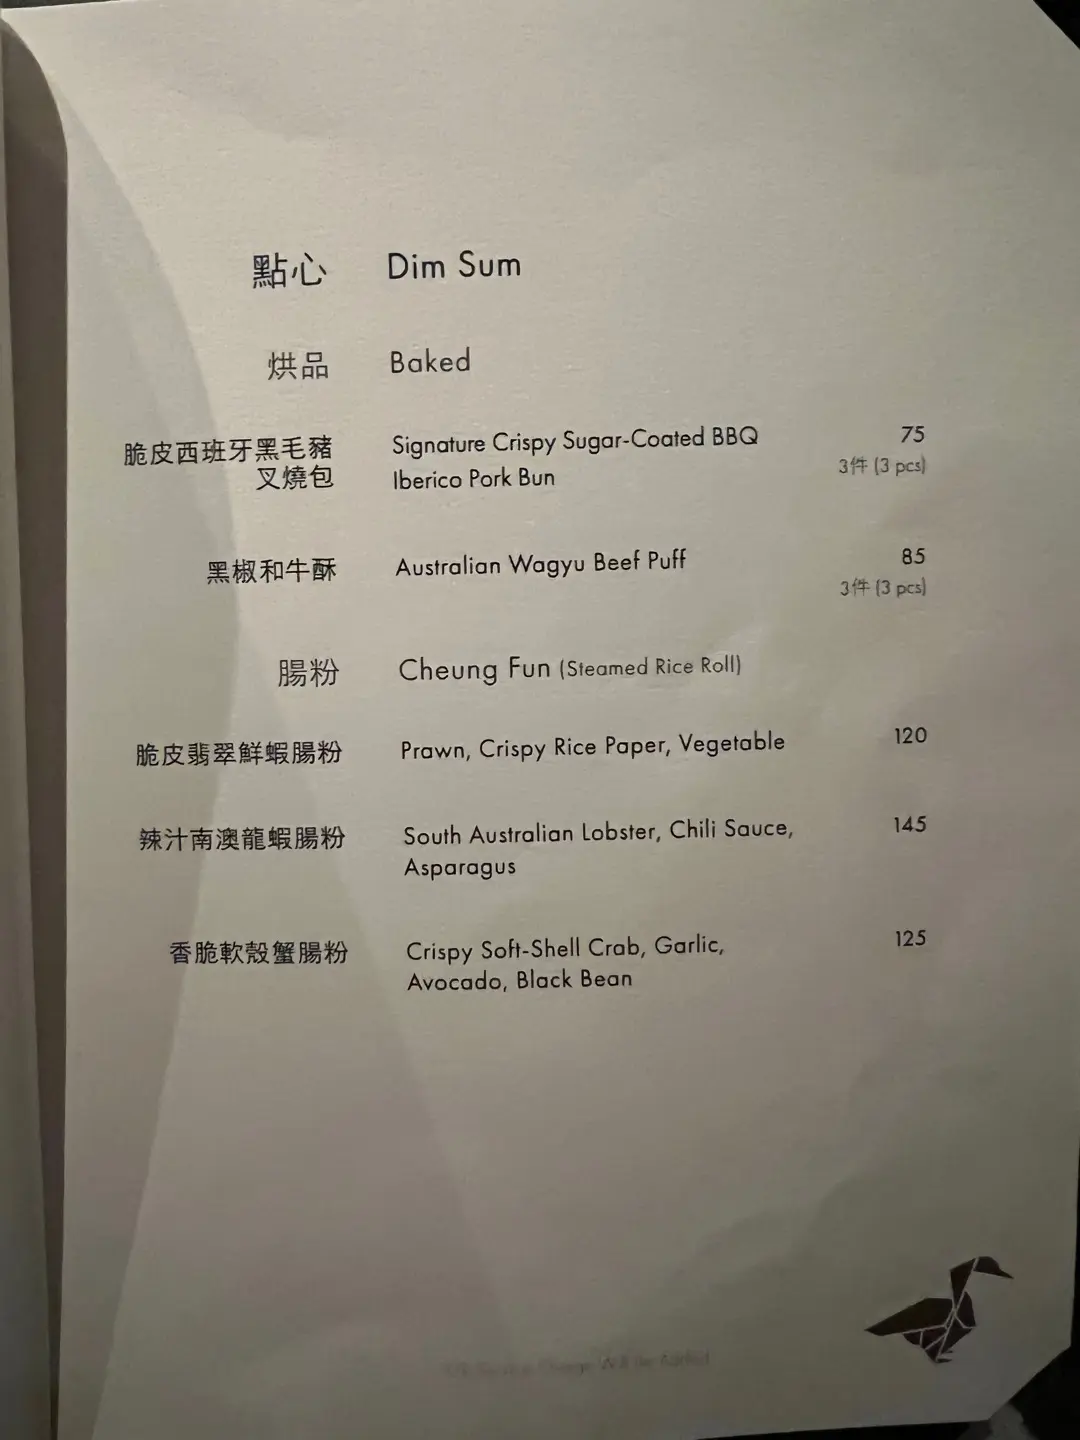 點心 Dim Sum
烘品 Baked
脆皮西班牙黑毛豬 Signature Crispy Sugar-Coated BBQ 75
叉燒包 Iberico Pork Bun 3件 (3 pcs)
黑椒和牛酥 Australian Wagyu Beef Puff 85
3件 (3 pcs)
腸粉 Cheung Fun (Steamed Rice Roll)
脆皮翡翠鮮蝦腸粉 Prawn, Crispy Rice Paper, Vegetable 120
辣汁南澳龍蝦腸粉 South Australian Lobster, Chili Sauce, 145
Asparagus
香脆軟殼蟹腸粉 Crispy Soft-Shell Crab, Garlic, 125
Avocado, Black Bean
Service Charge Will Be Added